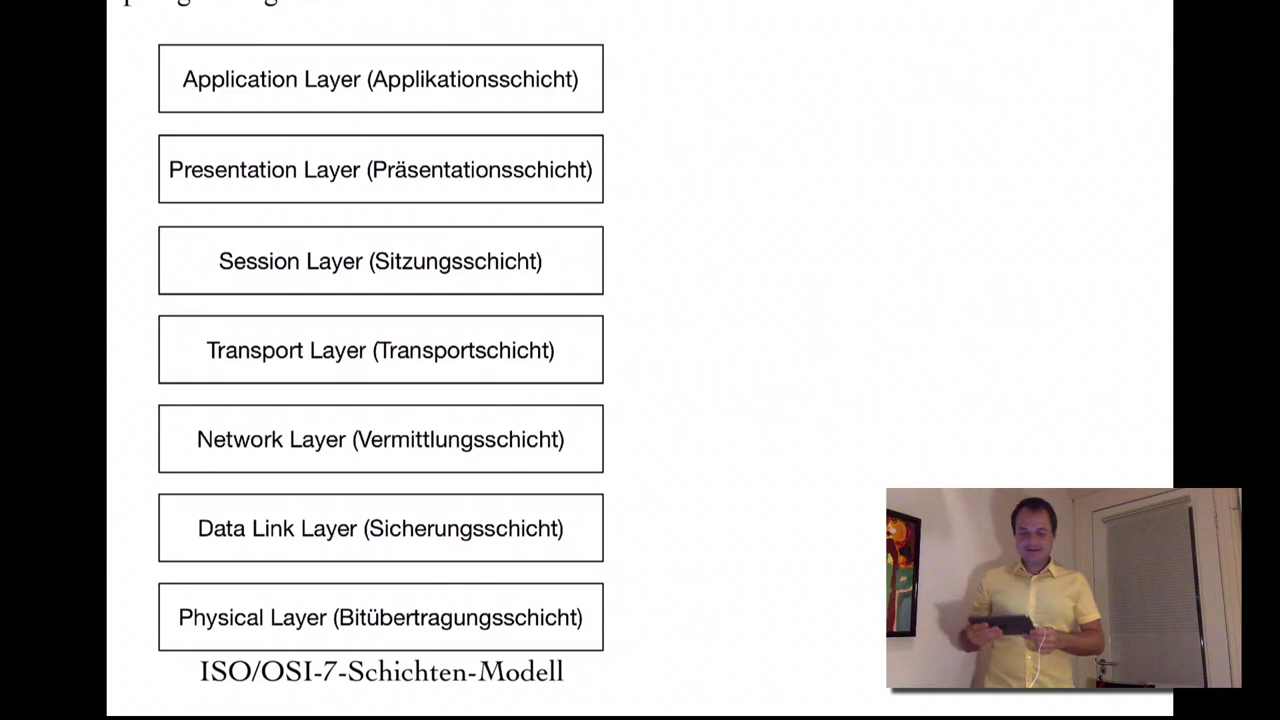 Application Layer (Applikationsschicht)
Presentation Layer (Präsentationsschicht)
Session Layer (Sitzungsschicht)
Transport Layer (Transportschicht)
Network Layer (Vermittlungsschicht)
Data Link Layer (Sicherungsschicht)
Physical Layer (Bitübertragungsschicht)
ISO/OSI-7-Schichten-Modell